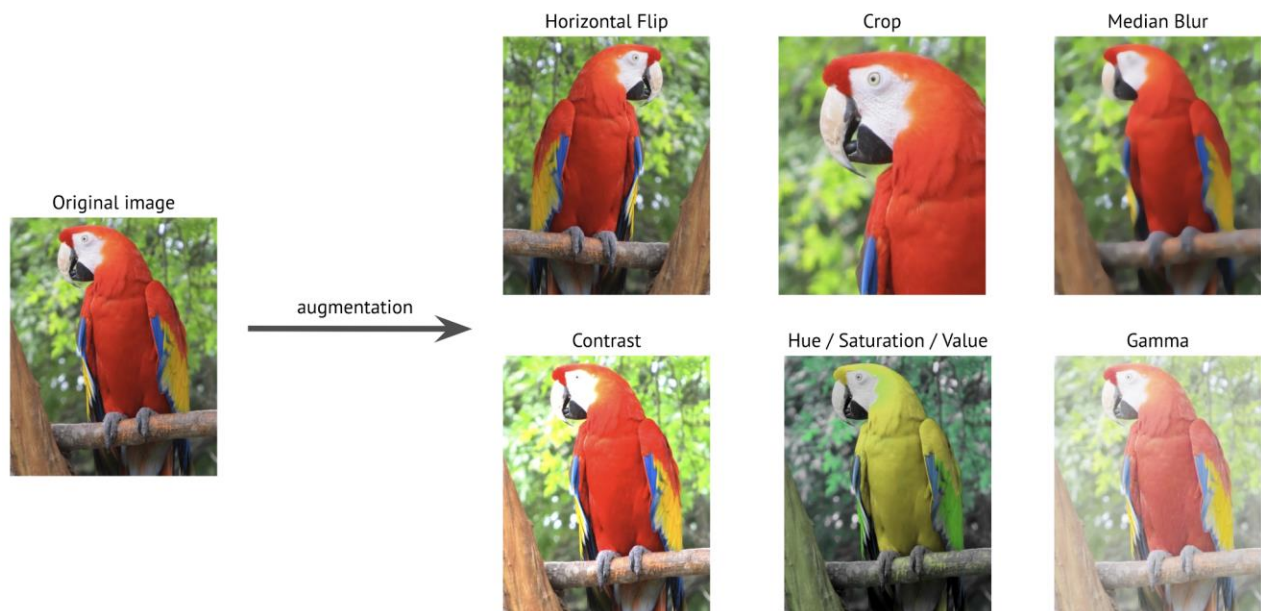 Horizontal Flip
Crop
Median Blur
Original image
augmentation
Contrast
Hue / Saturation / Value
Gamma